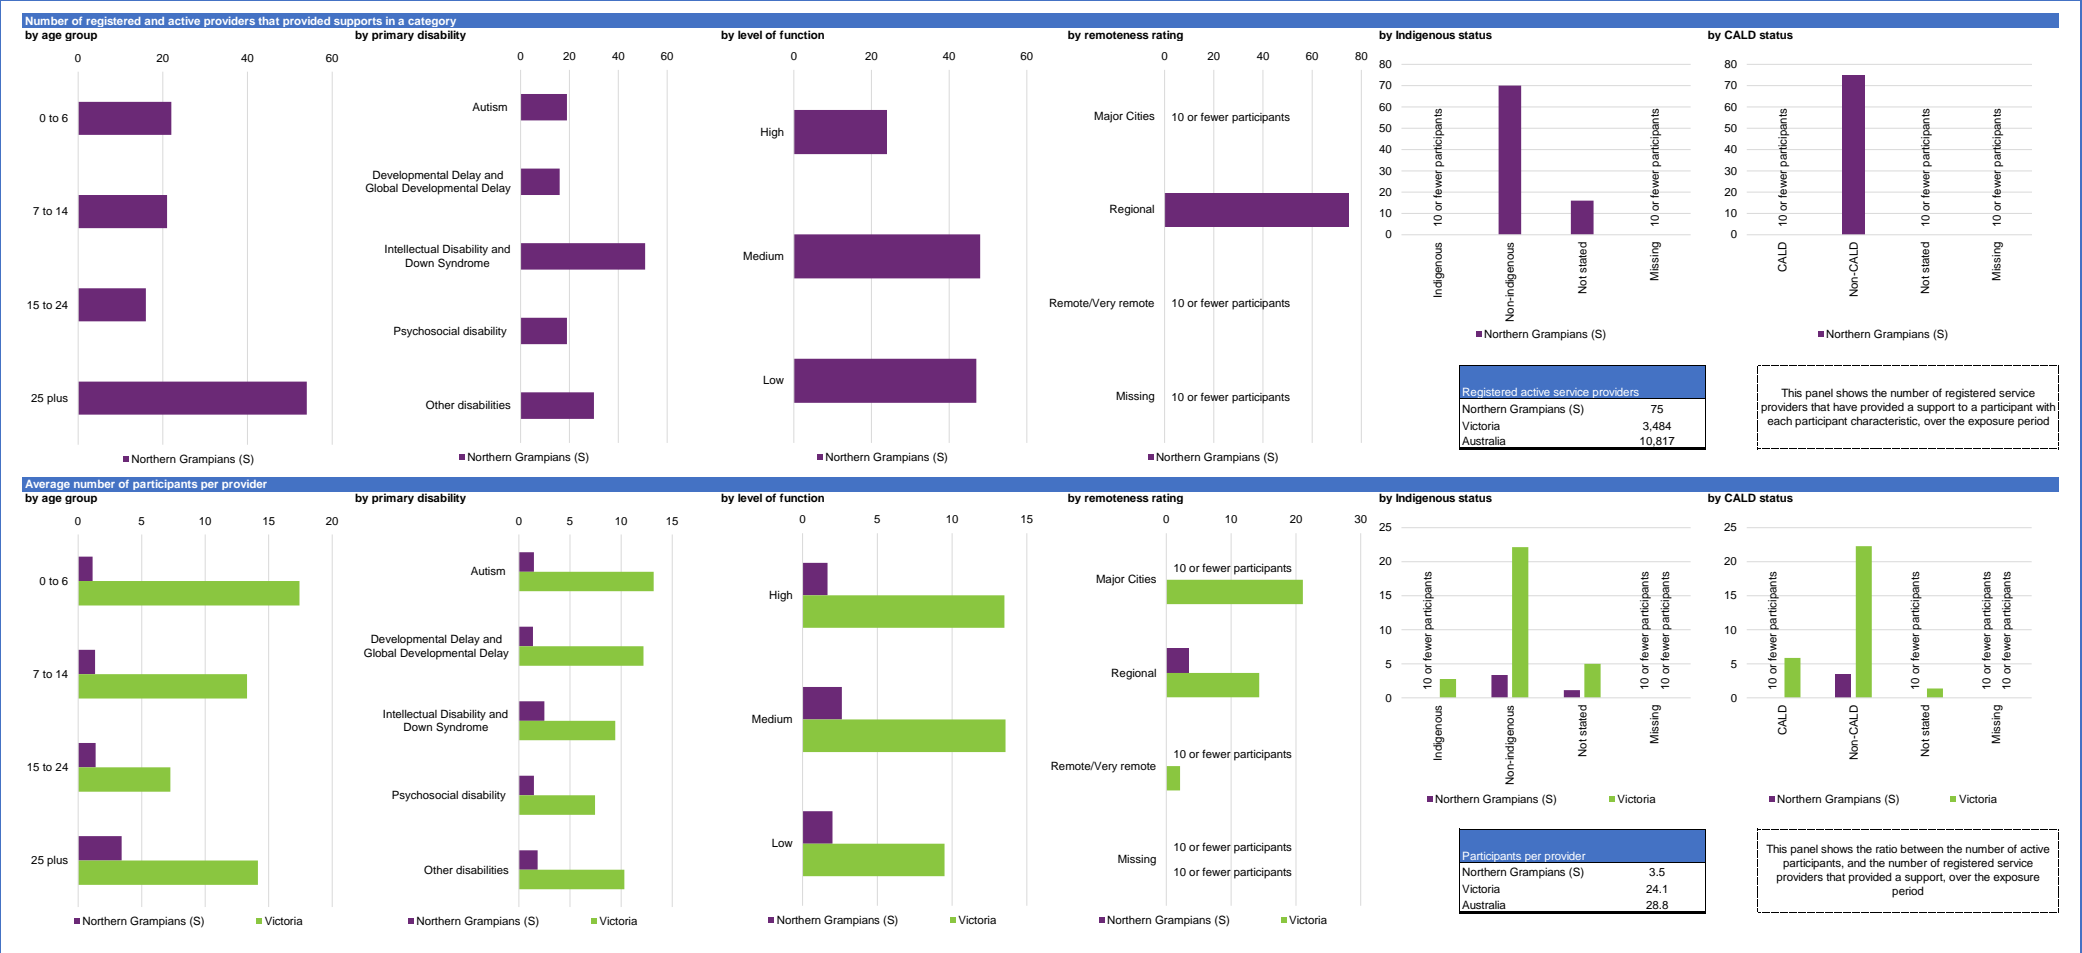 Number of registered and active providers that provided supports in a category
by age group
0 20 40 60
0 to 6
7 to 14
15 to 24
25 plus
Northern Grampians (S)
by primary disability
0 20 40 60
Autism
Developmental Delay and
Global Developmental Delay
Intellectual Disability and
Down Syndrome
Psychosocial disability
Other disabilities
Northern Grampians (S)
by level of function
0 20 40 60
High
Medium
Low
Northern Grampians (S)
by remoteness rating
0 20 40 60 80
Major Cities 10 or fewer participants
Regional
Remote/Very remote 10 or fewer participants
Missing 10 or fewer participants
Northern Grampians (S)
by Indigenous status
80
70
60
50
40
30
20
10
0
10 or fewer participants
10 or fewer participants
Indigenous
Non-indigenous
Not stated
Missing
Northern Grampians (S)
by CALD status
80
70
60
50
40
30
20
10
0
10 or fewer participants
10 or fewer participants
10 or fewer participants
CALD
Non-CALD
Not stated
Missing
Northern Grampians (S)
Registered active service providers
Northern Grampians (S) 75
Victoria 3,484
Australia 10,817
This panel shows the number of registered service
providers that have provided a support to a participant with
each participant characteristic, over the exposure period
Average number of participants per provider
by age group
0 5 10 15 20
0 to 6
7 to 14
15 to 24
25 plus
Northern Grampians (S) Victoria
by primary disability
0 5 10 15
Autism
Developmental Delay and
Global Developmental Delay
Intellectual Disability and
Down Syndrome
Psychosocial disability
Other disabilities
Northern Grampians (S) Victoria
by level of function
0 5 10 15
High
Medium
Low
Northern Grampians (S) Victoria
by remoteness rating
0 10 20 30
10 or fewer participants
Major Cities
Regional
10 or fewer participants
Remote/Very remote
10 or fewer participants
Missing
10 or fewer participants
Northern Grampians (S) Victoria
by Indigenous status
25
20
15
10
5
0
10 or fewer participants
10 or fewer participants
10 or fewer participants
Indigenous
Non-indigenous
Not stated
Missing
Northern Grampians (S) Victoria
by CALD status
25
20
15
10
5
0
10 or fewer participants
10 or fewer participants
10 or fewer participants
10 or fewer participants
CALD
Non-CALD
Not stated
Missing
Northern Grampians (S) Victoria
Participants per provider
Northern Grampians (S) 3.5
Victoria 24.1
Australia 28.8
This panel shows the ratio between the number of active
participants, and the number of registered service
providers that provided a support, over the exposure
period